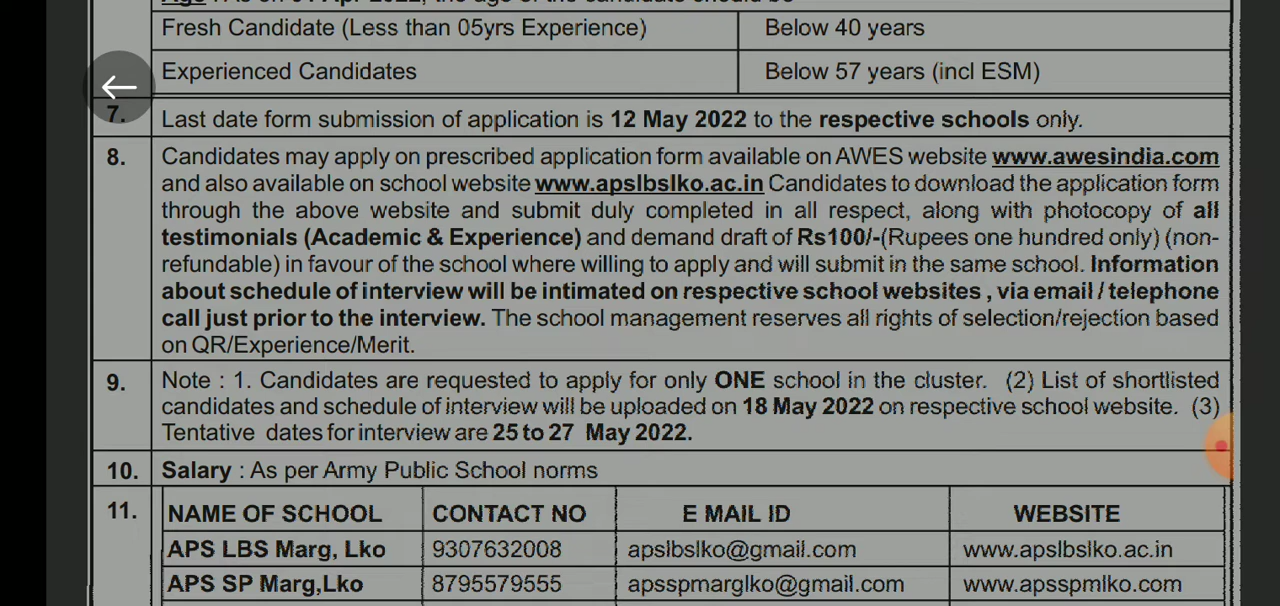 Fresh Candidate (Less than 05yrs Experience) Below 40 years
Experienced Candidates Below 57 years (incl ESM)
7. Last date form submission of application is 12 May 2022 to the respective schools only.
8. Candidates may apply on prescribed application form available on AWES website www.awesindia.com
and also available on school website www.apslbslko.ac.in Candidates to download the application form
through the above website and submit duly completed in all respect, along with photocopy of all
testimonials (Academic & Experience) and demand draft of Rs100/-(Rupees one hundred only) (non-
refundable) in favour of the school where willing to apply and will submit in the same school. Information
about schedule of interview will be intimated on respective school websites , via email / telephone
call just prior to the interview. The school management reserves all rights of selection/rejection based
on QR/Experience/Merit.
9. Note : 1. Candidates are requested to apply for only ONE school in the cluster. (2) List of shortlisted
candidates and schedule of interview will be uploaded on 18 May 2022 on respective school website. (3)
Tentative dates for interview are 25 to 27 May 2022.
10. Salary : As per Army Public School norms
11. NAME OF SCHOOL CONTACT NO E MAIL ID WEBSITE
APS LBS Marg, Lko 9307632008 apslbslko@gmail.com www.apslbslko.ac.in
APS SP Marg,Lko 8795579555 apsspmarglko@gmail.com www.apsspmlko.com